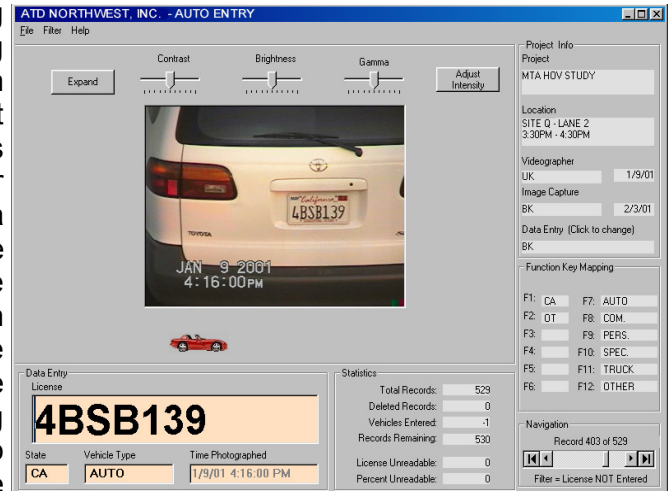 ATD NORTHWEST, INC. - AUTO ENTRY
File Filter Help
Expand
Contrast
Brightness
Gamma
Adjust
Intensity
California
4BSB139
TOYOTA
JAN 9 2001
4:16:00PM
Data Entry
License
4BSB139
State Vehicle Type Time Photographed
CA AUTO 1/9/01 4:16:00 PM
Statistics
Total Records: 529
Deleted Records: 0
Vehicles Entered: -1
Records Remaining: 530
License Unreadable: 0
Percent Unreadable: 0
Project Info
Project
MTA HOV STUDY
Location
SITE Q - LANE 2
3:30PM - 4:30PM
Videographer
UK 1/9/01
Image Capture
BK 2/3/01
Data Entry (Click to change)
BK
Function Key Mapping
F1: CA F7: AUTO
F2: OT F8: COM.
F3: F9: PERS.
F4: F10: SPEC.
F5: F11: TRUCK
F6: F12: OTHER
Navigation
Record 403 of 529
Filter = License NOT Entered